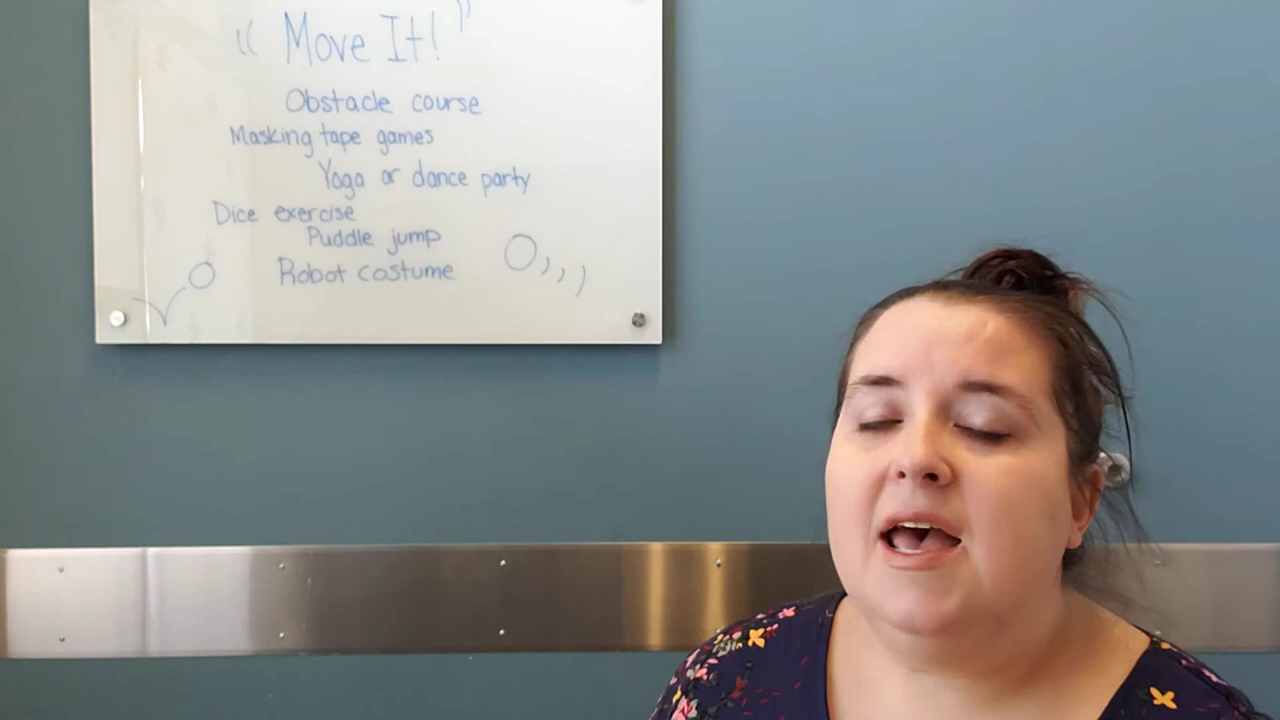 "Move It!"
Obstacle course
Masking tape games
Yoga or dance party
Dice exercise
Puddle jump
Robot costume